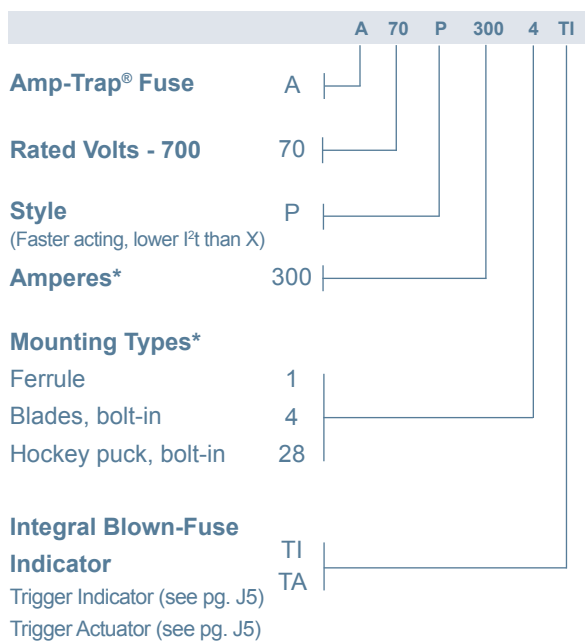 A 70 P 300 4 TI
Amp-Trap® Fuse A
Rated Volts - 700 70
Style P
(Faster acting, lower I²t than X)
Amperes* 300
Mounting Types*
Ferrule 1
Blades, bolt-in 4
Hockey puck, bolt-in 28
Integral Blown-Fuse
Indicator TI
TA
Trigger Indicator (see pg. J5)
Trigger Actuator (see pg. J5)